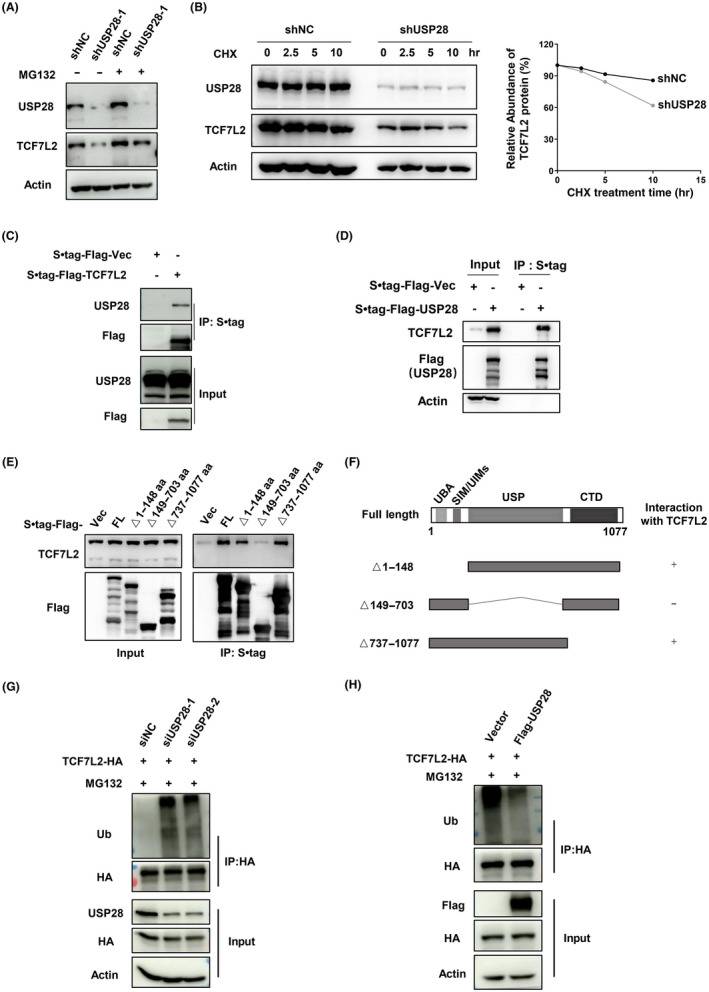 (A)
shNC
shUSP28-1
shNC
shUSP28-1
MG132 – – + +
USP28
TCF7L2
Actin
(B)
shNC shUSP28
CHX 0 2.5 5 10 0 2.5 5 10 hr
USP28
TCF7L2
Actin
Relative Abundance of
TCF7L2 protein (%)
120
90
60
30
0
0 5 10 15
shNC
shUSP28
CHX treatment time (hr)
(C)
S•tag-Flag-Vec + -
S•tag-Flag-TCF7L2 - +
USP28
Flag
IP: S•tag
USP28
Flag
Input
(D)
Input IP : S•tag
S•tag-Flag-Vec + - + -
S•tag-Flag-USP28 - + - +
TCF7L2
Flag
(USP28)
Actin
(E)
S•tag-Flag-
Vec
FL
△1–148 aa
△149–703 aa
△737–1077 aa
Vec
FL
△1–148 aa
△149–703 aa
△737–1077 aa
TCF7L2
Flag
Input IP: S•tag
(F)
UBA
SIM/UIMs
USP
CTD
Full length
1 1077
Interaction
with TCF7L2
△1–148 +
△149–703 –
△737–1077 +
(G)
siNC
siUSP28-1
siUSP28-2
TCF7L2-HA + + +
MG132 + + +
Ub
HA
IP:HA
USP28
HA
Actin
Input
(H)
Vector
Flag-USP28
TCF7L2-HA + +
MG132 + +
Ub
HA
IP:HA
Flag
HA
Actin
Input